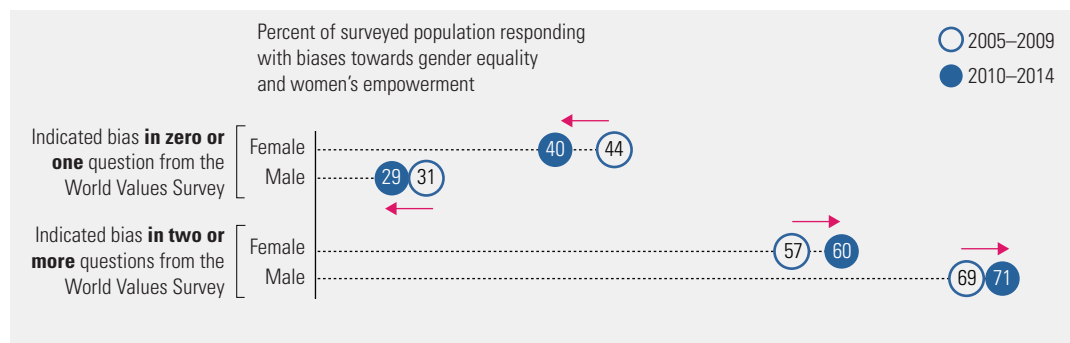 Percent of surveyed population responding
with biases towards gender equality
and women's empowerment
2005–2009
2010–2014
Indicated bias in zero or
one question from the
World Values Survey
Female
40
44
Male
29
31
Indicated bias in two or
more questions from the
World Values Survey
Female
57
60
Male
69
71